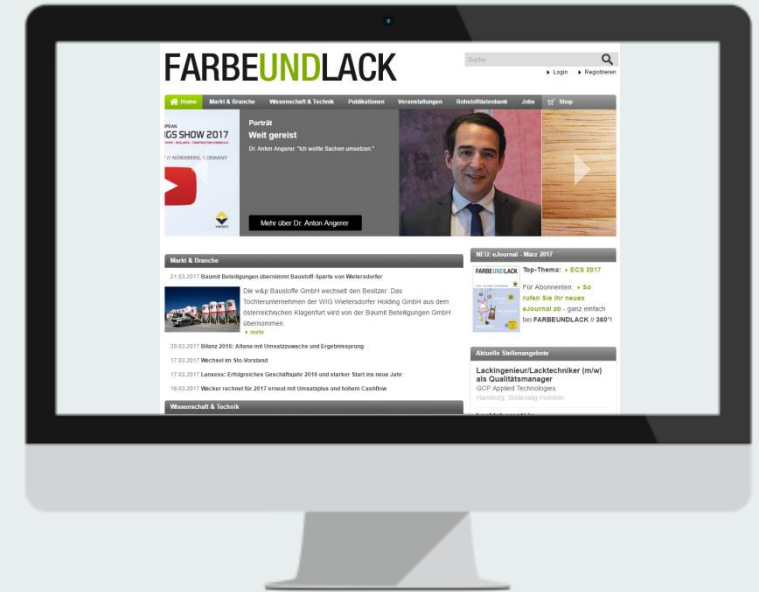 FARBEUNDLACK
Suche
Login Registrieren
Home Markt & Branche Wissenschaft & Technik Publikationen Veranstaltungen Rohstoffdatenbank Jobs Shop
GS SHOW 2017
// NÜRNBERG, GERMANY
Porträt
Weit gereist
Dr. Anton Angerer: "Ich wollte Sachen umsetzen."
Mehr über Dr. Anton Angerer
Markt & Branche
21.03.2017 Baumit Beteiligungen übernimmt Baustoff-Sparte von Wietersdorfer
Die w&p Baustoffe GmbH wechselt den Besitzer: Das
Tochterunternehmen der WIG Wietersdorfer Holding GmbH aus dem
österreichischen Klagenfurt wird von der Baumit Beteiligungen GmbH
übernommen.
mehr
20.03.2017 Bilanz 2016: Altana mit Umsatzzuwachs und Ergebnissprung
17.03.2017 Wechsel im Sto-Vorstand
17.03.2017 Lanxess: Erfolgreiches Geschäftsjahr 2016 und starker Start ins neue Jahr
16.03.2017 Wacker rechnet für 2017 erneut mit Umsatzplus und hohem Cashflow
Wissenschaft & Technik
NEU: eJournal - März 2017
FARBEUNDLACK
Top-Thema: ECS 2017
Für Abonnenten: So
rufen Sie Ihr neues
eJournal ab - ganz einfach
bei FARBEUNDLACK // 360°!
Aktuelle Stellenangebote
Lackingenieur/Lacktechniker (m/w)
als Qualitätsmanager
GCP Applied Technologies
Hamburg, Schleswig-Holstein